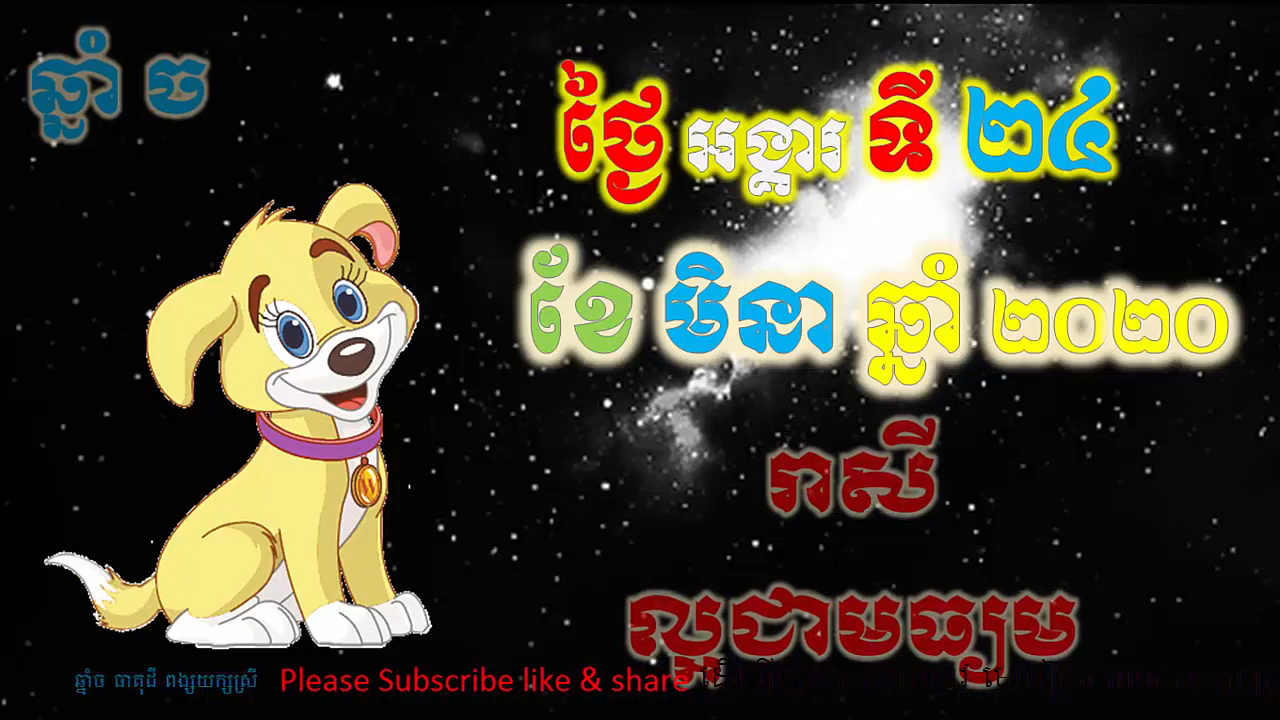 ឆ្នាំ ច
ថ្ងៃ អង្គារ ទី ២៤
ខែ មិនា ឆ្នាំ ២០២០
រាសី
ល្អជាមធ្យម
ឆ្នាំច ធាតុដី ពង្សយក្សស្រី Please Subscribe like & share